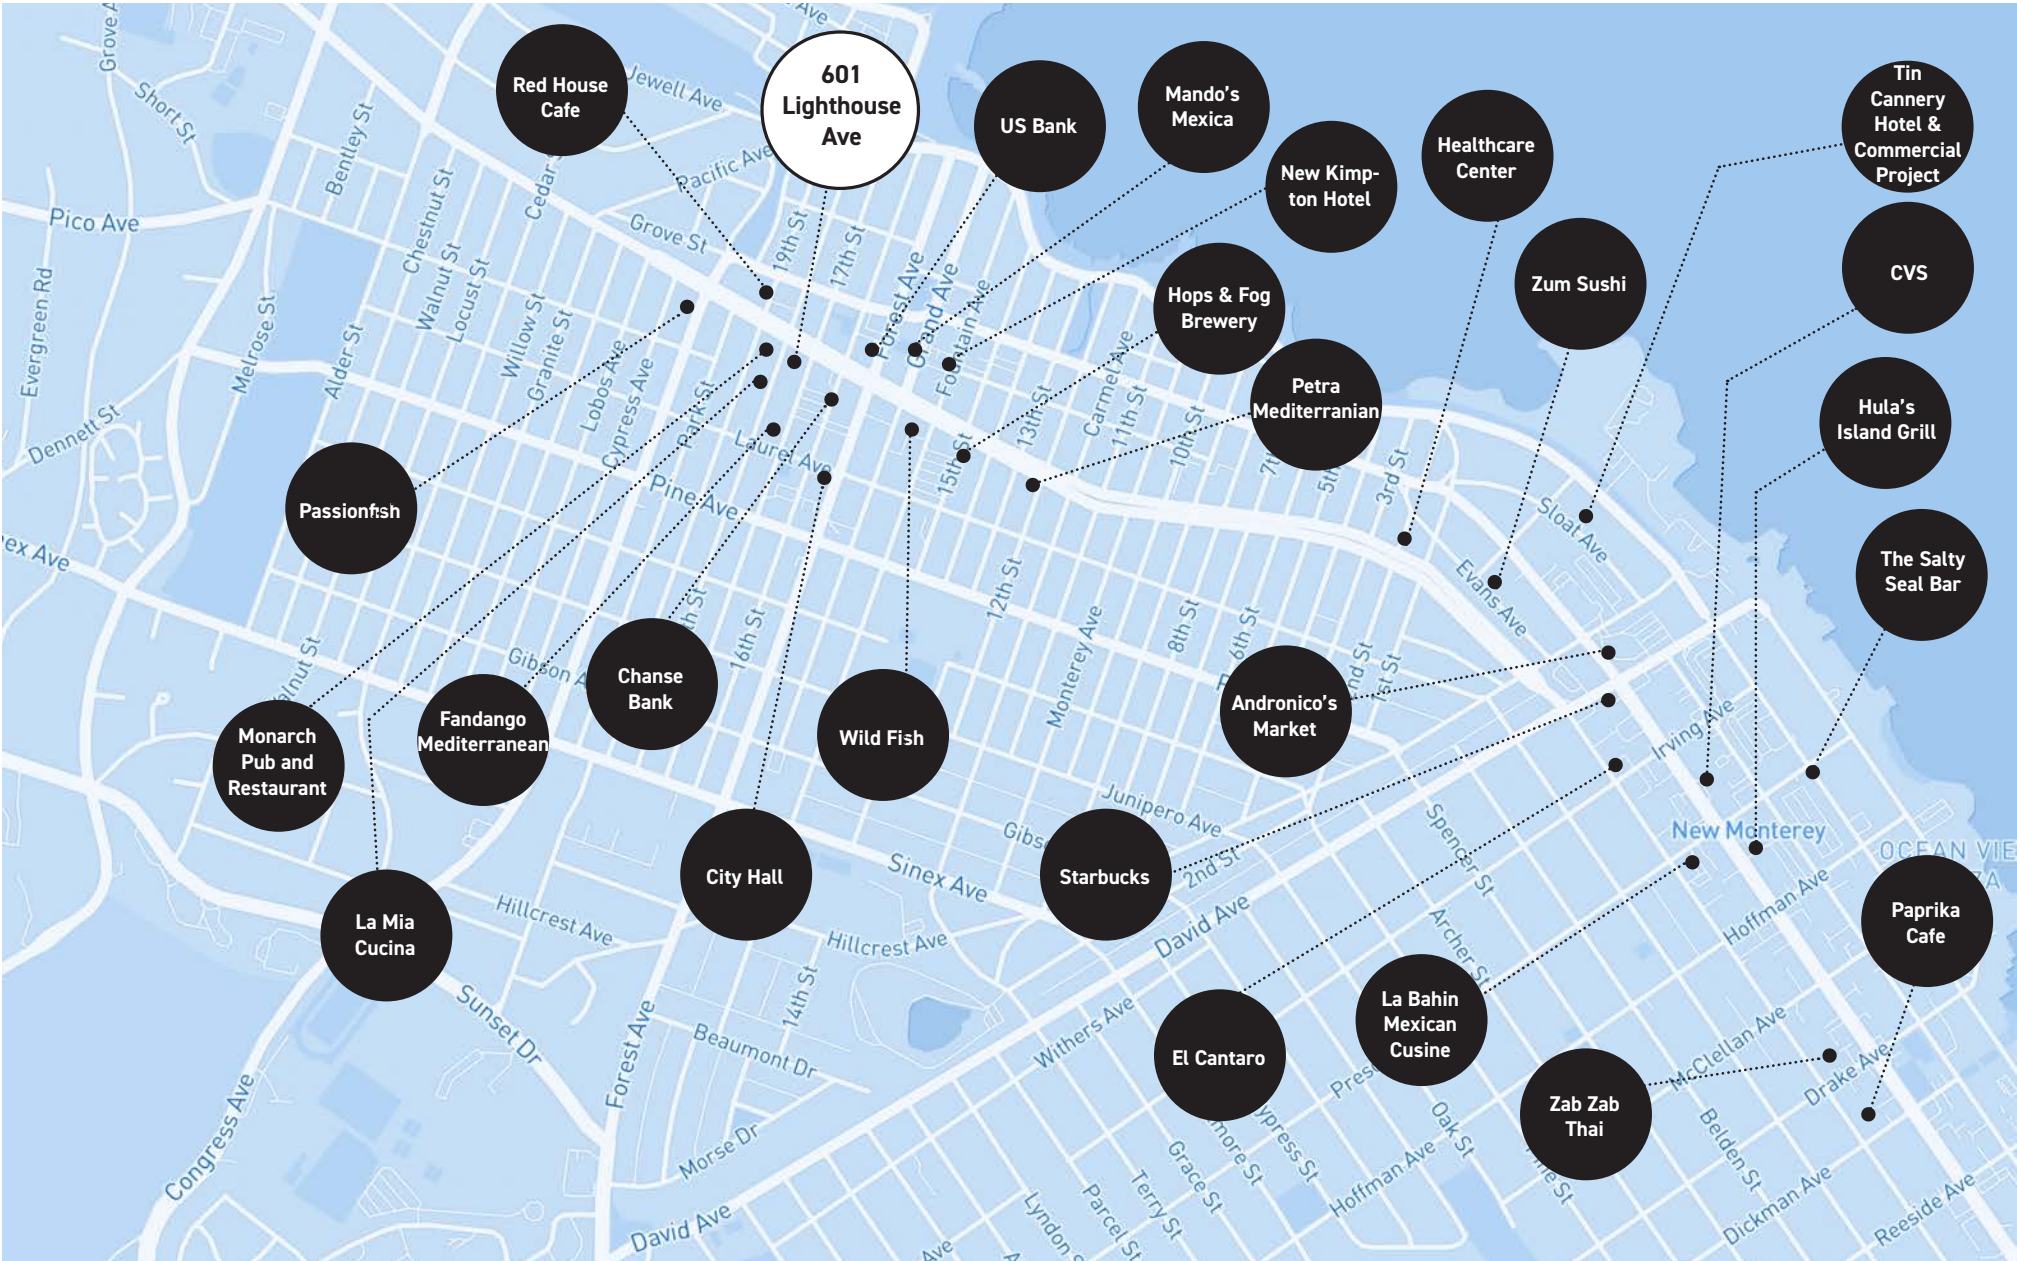 Red House
Cafe
601
Lighthouse
Ave
US Bank
Mando's
Mexica
New Kimp-
ton Hotel
Healthcare
Center
Tin
Cannery
Hotel &
Commercial
Project
CVS
Zum Sushi
Hops & Fog
Brewery
Petra
Mediterranian
Hula's
Island Grill
The Salty
Seal Bar
Passionfish
Monarch
Pub and
Restaurant
Fandango
Mediterranean
Chanse
Bank
Wild Fish
Andronico's
Market
La Mia
Cucina
City Hall
Starbucks
Paprika
Cafe
El Cantaro
La Bahin
Mexican
Cusine
Zab Zab
Thai
Short St
Bentley St
Jewell Ave
Pacific Ave
Pico Ave
Chestnut St
Walnut St
Locust St
Grove St
19th St
17th St
Forest Ave
Grand Ave
Fountain Ave
Evergreen Rd
Melrose St
Alder St
Willow St
Granite St
Lobos Ave
Cypress Ave
Park St
Laurel Ave
Pine Ave
Dennett St
15th St
13th St
Carmel Ave
11th St
10th St
3rd St
Sloat Ave
Evans Ave
12th St
Monterey Ave
8th St
6th St
1st St
16th St
Irving Ave
New Monterey
Junipero Ave
Sinex Ave
2nd St
David Ave
Spencer St
Archer St
Hoffman Ave
Hillcrest Ave
Hillcrest Ave
Sunset Dr
Forest Ave
14th St
Beaumont Dr
Withers Ave
McClellan Ave
Drake Ave
Congress Ave
Morse Dr
David Ave
Grace St
Terry St
Parcel St
Lyndon
Oak St
Hoffman Ave
Belden St
Dickman Ave
Reeside Ave